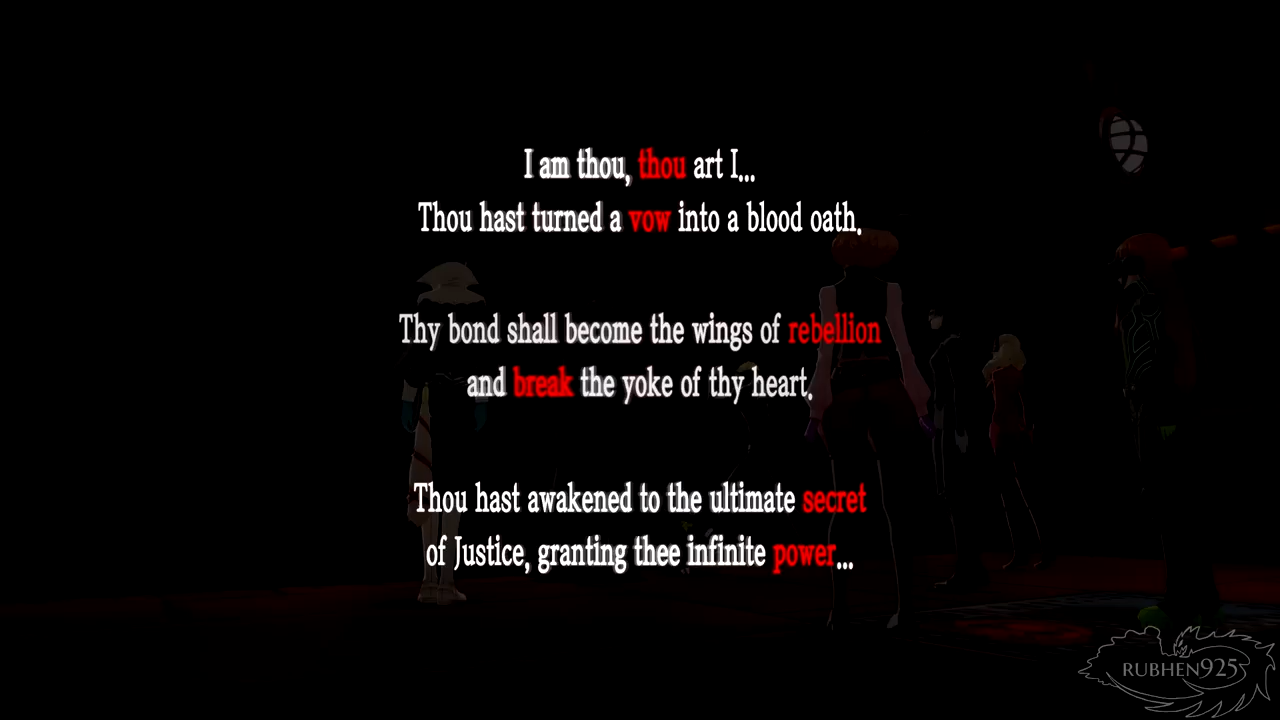 I am thou, thou art I...
Thou hast turned a vow into a blood oath.
Thy bond shall become the wings of rebellion
and break the yoke of thy heart.
Thou hast awakened to the ultimate secret
of Justice, granting thee infinite power...
RUBHEN925